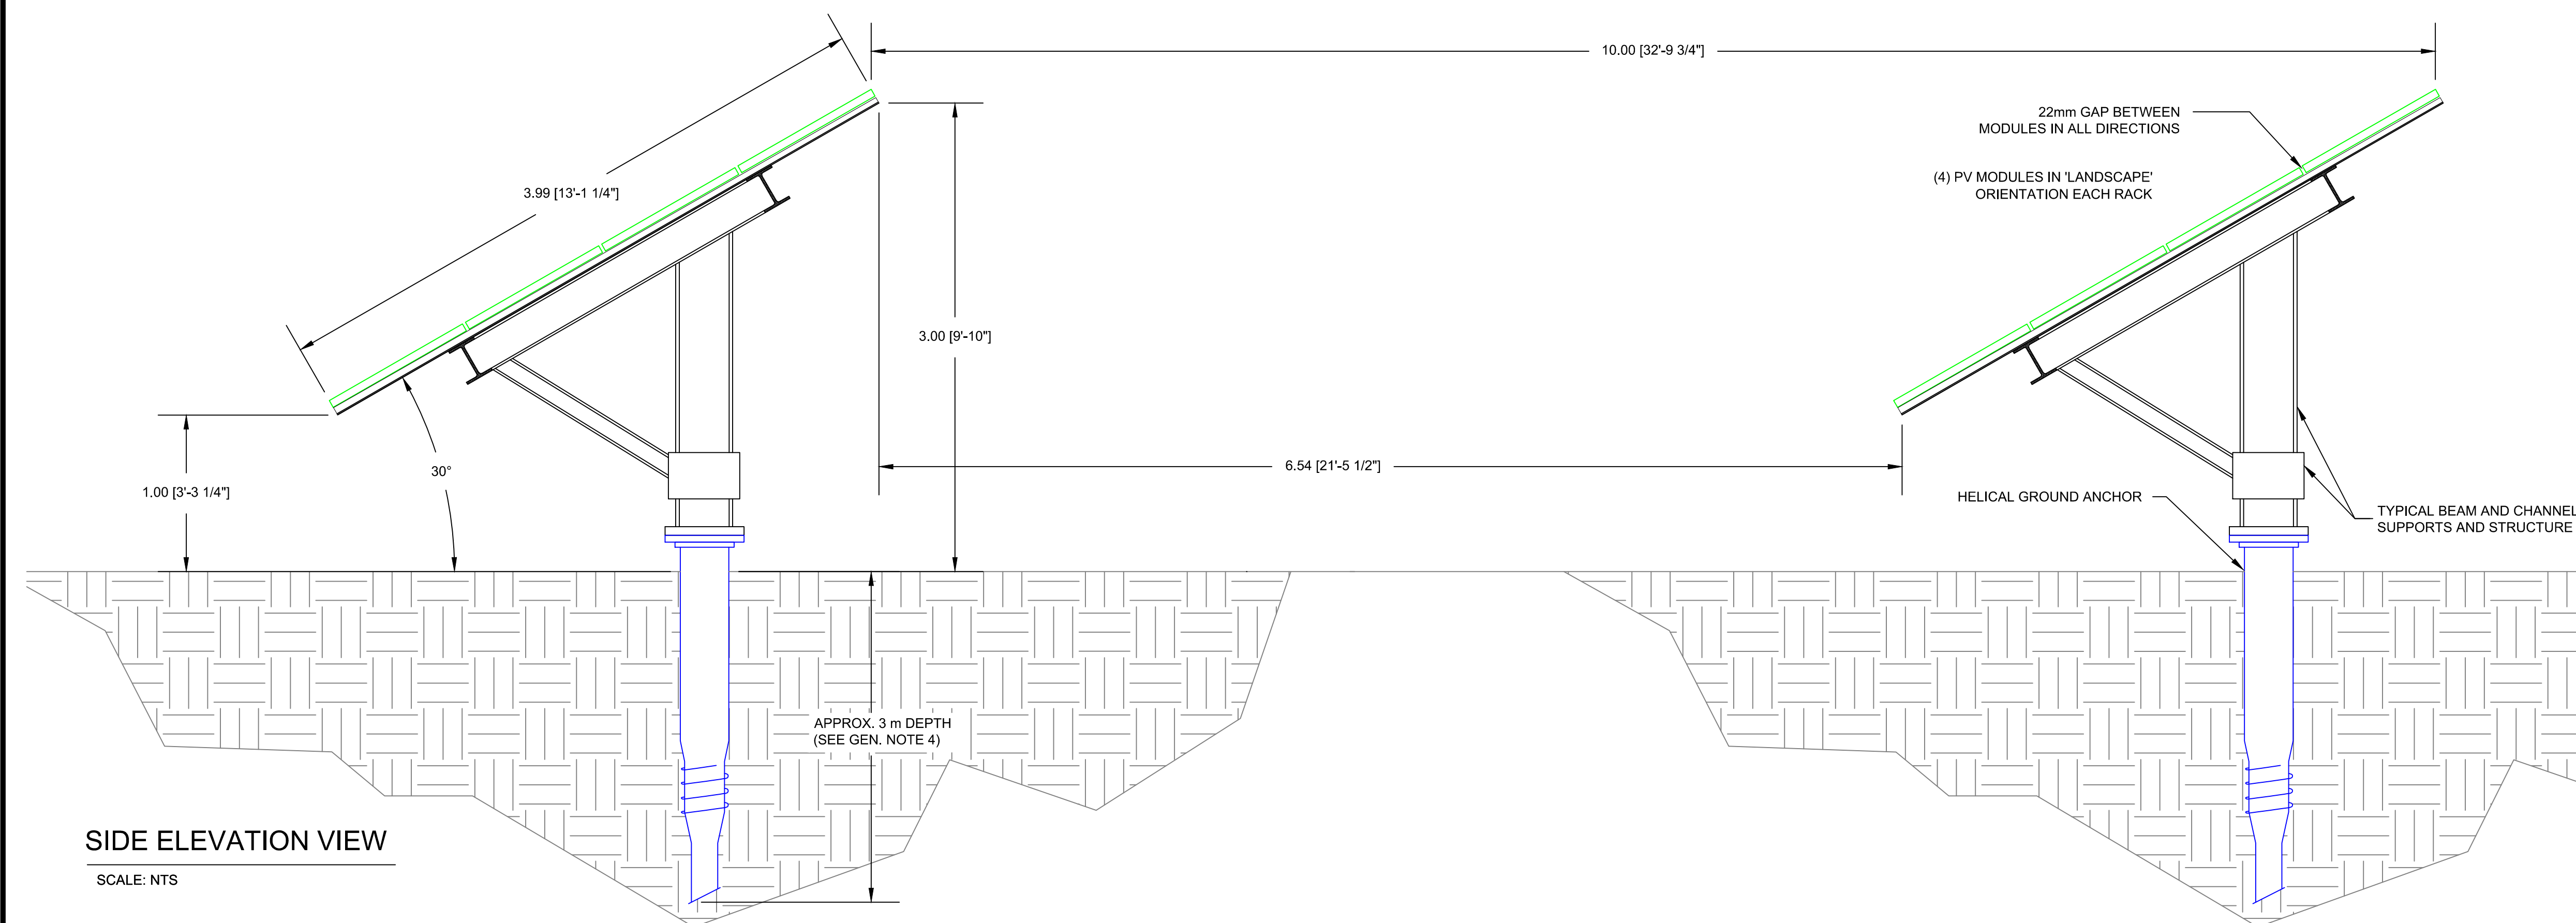 10.00 [32'-9 3/4"]
22mm GAP BETWEEN
MODULES IN ALL DIRECTIONS
3.99 [13'-1 1/4"]
(4) PV MODULES IN 'LANDSCAPE'
ORIENTATION EACH RACK
3.00 [9'-10"]
30°
6.54 [21'-5 1/2"]
1.00 [3'-3 1/4"]
HELICAL GROUND ANCHOR
TYPICAL BEAM AND CHANNEL
SUPPORTS AND STRUCTURE
APPROX. 3 m DEPTH
(SEE GEN. NOTE 4)
SIDE ELEVATION VIEW
SCALE: NTS